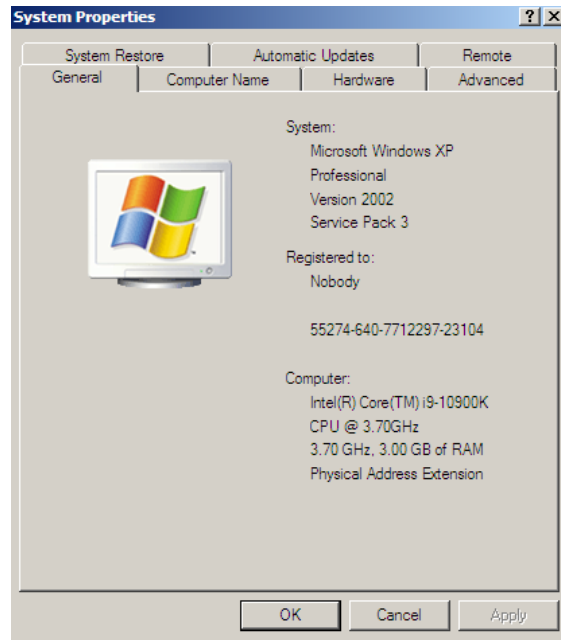 System Properties
System Restore Automatic Updates Remote
General Computer Name Hardware Advanced
System:
Microsoft Windows XP
Professional
Version 2002
Service Pack 3
Registered to:
Nobody
55274-640-7712297-23104
Computer:
Intel(R) Core(TM) i9-10900K
CPU @ 3.70GHz
3.70 GHz, 3.00 GB of RAM
Physical Address Extension
OK Cancel Apply